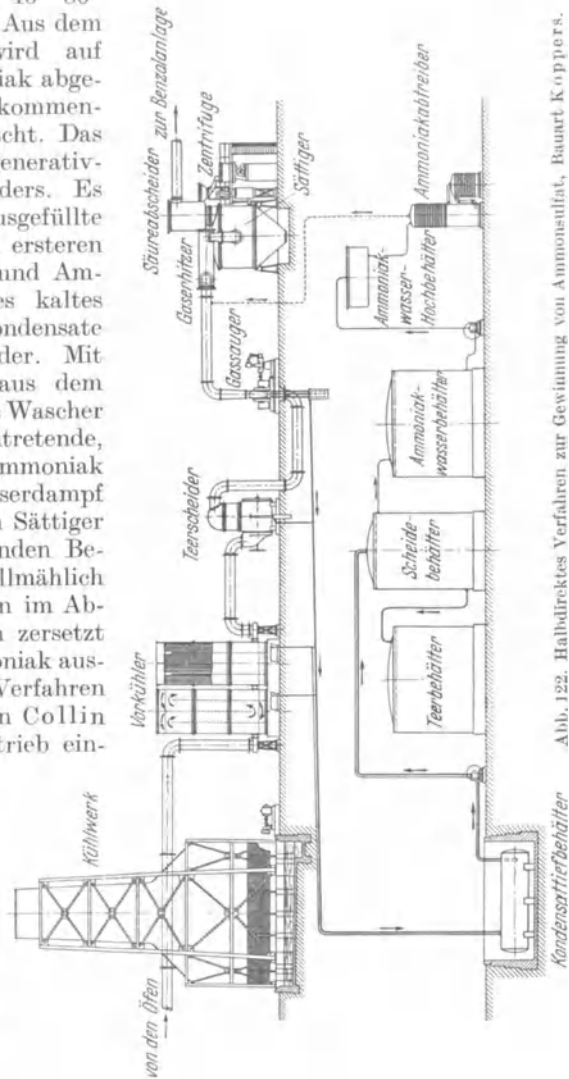 Aus dem
wird auf
niak abge-
kommen-
scht. Das
enerativ-
ders. Es
usgefüllte
ersteren
und Am-
es kaltes
ondensate
der. Mit
aus dem
Wascher
tretende,
mmoniak
serdampf
n Sättiger
nden Be-
llmählich
n im Ab-
n zersetzt
oniak aus-
Verfahren
n Collin
trieb ein-
von den Öfen
Kühlwerk
Vorkühler
Teerscheider
Gassauger
Gaserhitzer
Säureabscheider
zur Benzolanlage
Zentrifuge
Sättiger
Kondensattiefbehälter
Teerbehälter
Scheide-
behälter
Ammoniak-
wasserbehälter
Ammoniak-
wasser-
Hochbehälter
Ammoniakabtreiber
Abb. 122. Halbdirektes Verfahren zur Gewinnung von Ammonsulfat, Bauart Koppers.